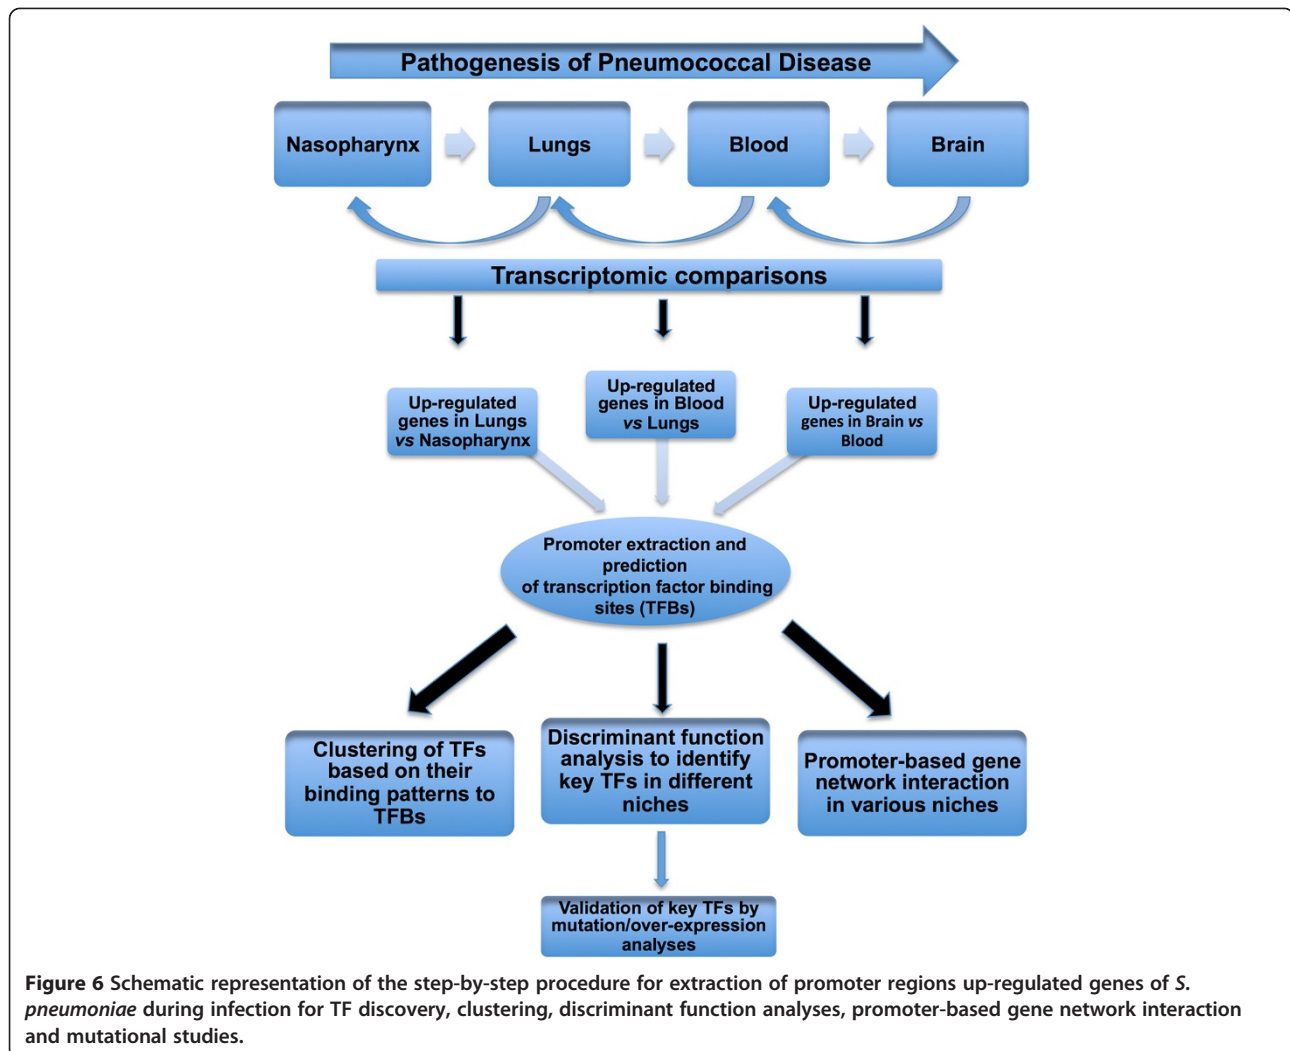 Pathogenesis of Pneumococcal Disease
Nasopharynx
Lungs
Blood
Brain
Transcriptomic comparisons
Up-regulated
genes in Lungs
vs Nasopharynx
Up-regulated
genes in Blood
vs Lungs
Up-regulated
genes in Brain vs
Blood
Promoter extraction and
prediction
of transcription factor binding
sites (TFBs)
Clustering of TFs
based on their
binding patterns to
TFBs
Discriminant function
analysis to identify
key TFs in different
niches
Promoter-based gene
network interaction
in various niches
Validation of key TFs by
mutation/over-expression
analyses
Figure 6 Schematic representation of the step-by-step procedure for extraction of promoter regions up-regulated genes of S.
pneumoniae during infection for TF discovery, clustering, discriminant function analyses, promoter-based gene network interaction
and mutational studies.